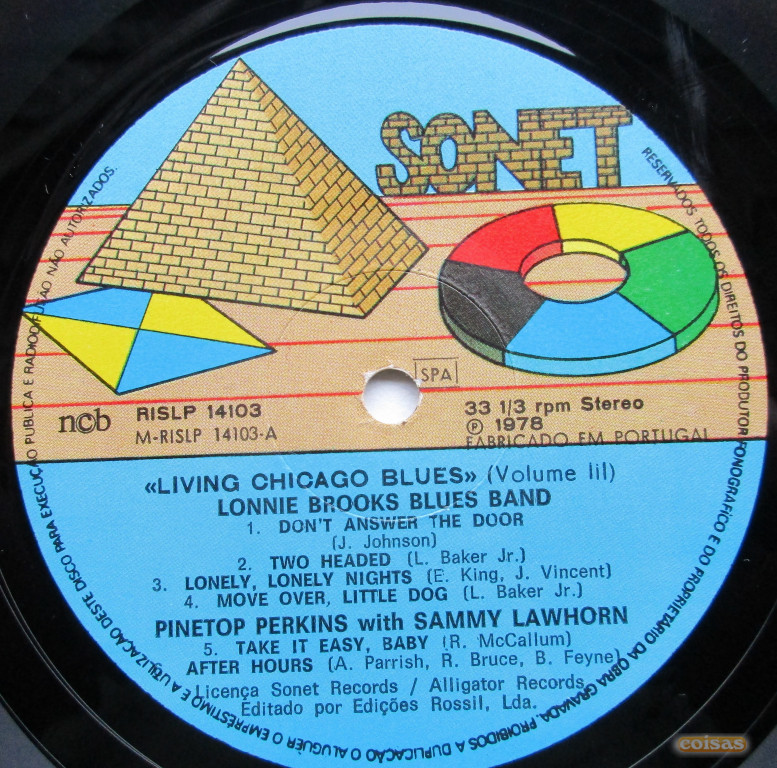 SONET
SPA
ncb
RISLP 14103
M-RISLP 14103-A
33 1/3 rpm Stereo
Ⓟ 1978
FABRICADO EM PORTUGAL
«LIVING CHICAGO BLUES» (Volume lil)
LONNIE BROOKS BLUES BAND
1. DON'T ANSWER THE DOOR
(J. Johnson)
2. TWO HEADED (L. Baker Jr.)
3. LONELY, LONELY NIGHTS (E. King, J. Vincent)
4. MOVE OVER, LITTLE DOG (L. Baker Jr.)
PINETOP PERKINS with SAMMY LAWHORN
5. TAKE IT EASY, BABY (R. McCallum)
AFTER HOURS (A. Parrish, R. Bruce, B. Feyne)
Licença Sonet Records / Alligator Records
Editado por Edições Rossil, Lda.
RESERVADOS TODOS OS DIREITOS DO PRODUTOR FONOGRÁFICO E DO PROPRIETÁRIO DA OBRA GRAVADA. PROIBIDOS A DUPLICAÇÃO O ALUGUER O EMPRÉSTIMO E A UTILIZAÇÃO DESTE DISCO PARA EXECUÇÃO PÚBLICA E RADIODIFUSÃO NÃO AUTORIZADOS.
coisas